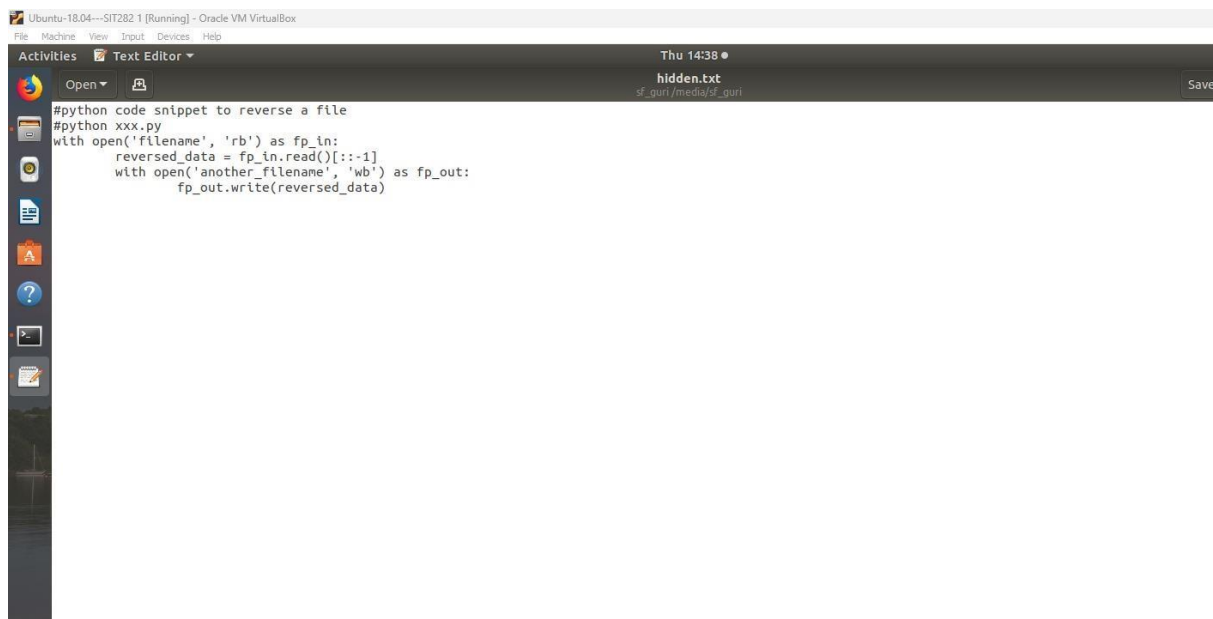 Ubuntu-18.04---SIT282 1 [Running] - Oracle VM VirtualBox
File Machine View Input Devices Help
Activities Text Editor Thu 14:38
Open hidden.txt Save
sf_guri /media/sf_guri
#python code snippet to reverse a file
#python xxx.py
with open('filename', 'rb') as fp_in:
        reversed_data = fp_in.read()[::-1]
        with open('another_filename', 'wb') as fp_out:
                fp_out.write(reversed_data)